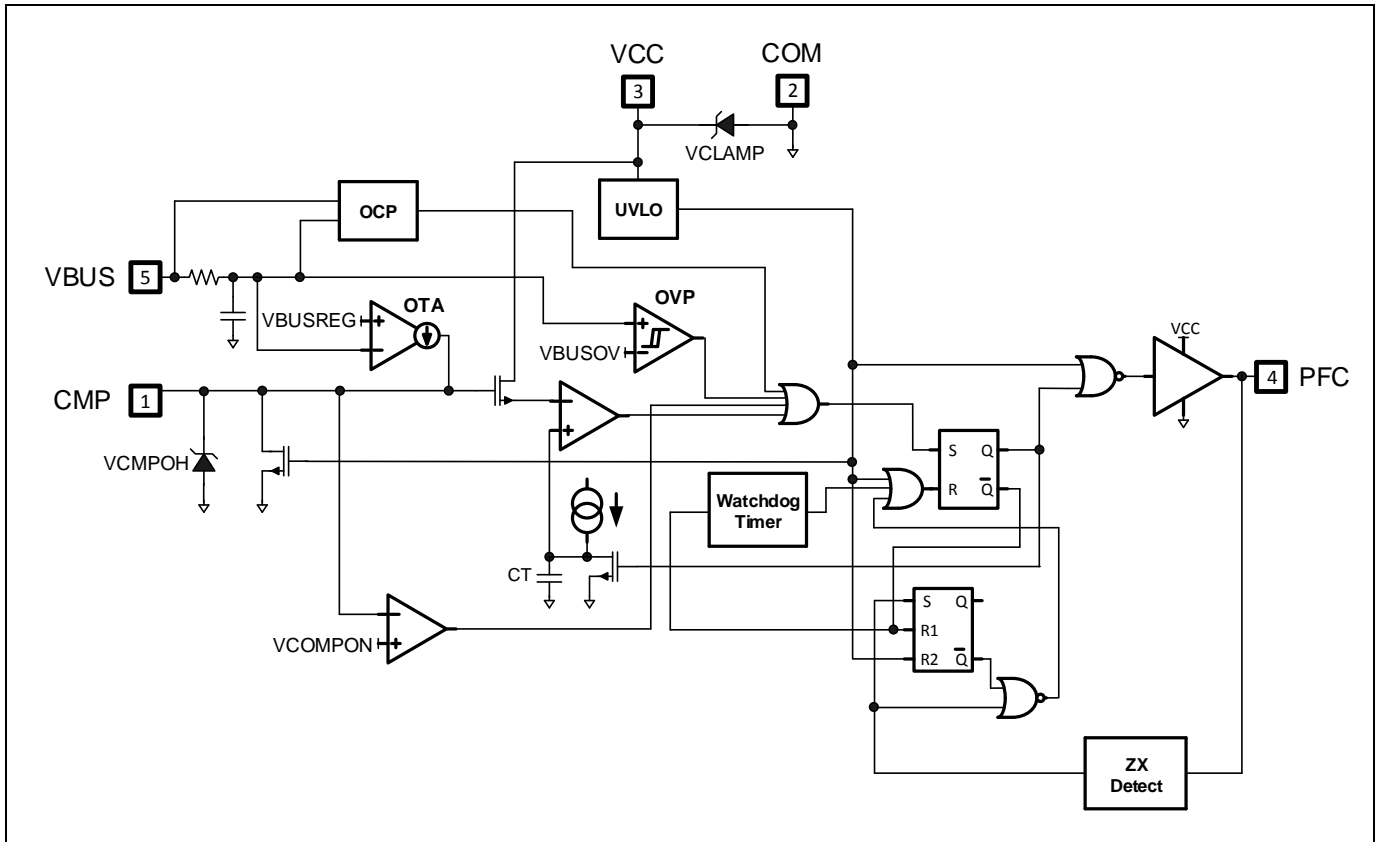 VCC
COM
3
2
VCLAMP
OCP
UVLO
VBUS
5
OTA
OVP
VBUSREG
VBUSOV
VCC
4
PFC
CMP
1
VCMPOH
S Q
R Q
Watchdog
Timer
CT
S Q
R1
R2 Q
VCOMPON
ZX
Detect